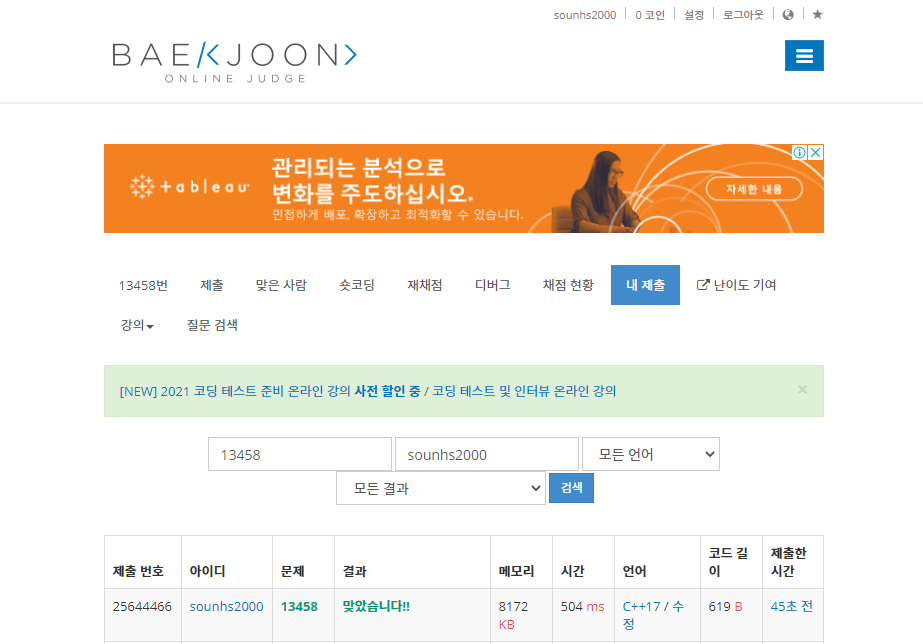 sounhs2000 0 코인 설정 로그아웃
BAEKJOON>
ONLINE JUDGE
+ableau
관리되는 분석으로
변화를 주도하십시오.
민첩하게 배포, 확장하고 최적화할 수 있습니다.
자세한 내용
13458번 제출 맞은 사람 숏코딩 재채점 디버그 채점 현황 내 제출 난이도 기여
강의 질문 검색
[NEW] 2021 코딩 테스트 준비 온라인 강의 사전 할인 중 / 코딩 테스트 및 인터뷰 온라인 강의 ×
13458 sounhs2000 모든 언어
모든 결과 검색
제출 번호 아이디 문제 결과 메모리 시간 언어 코드 길이 제출한 시간
25644466 sounhs2000 13458 맞았습니다!! 8172 KB 504 ms C++17 / 수정 619 B 45초 전